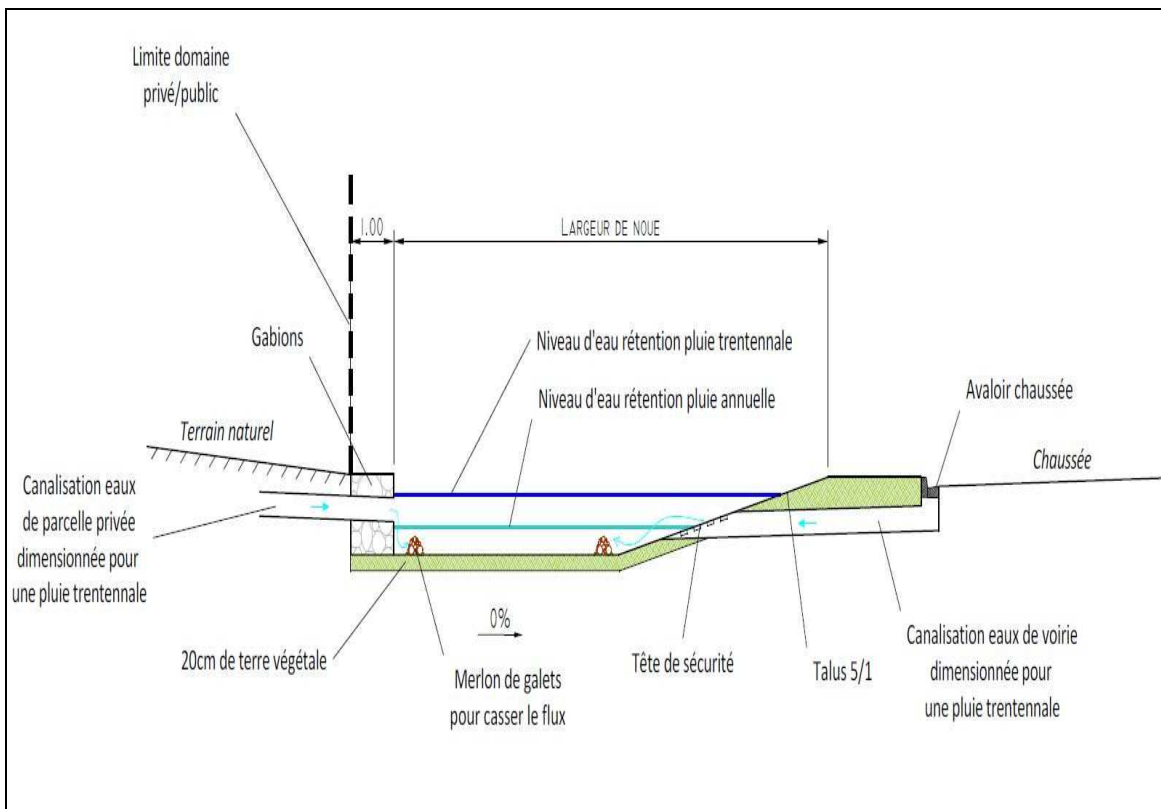 Limite domaine
privé/public
1.00
LARGEUR DE NOUE
Gabions
Niveau d'eau rétention pluie trentennale
Niveau d'eau rétention pluie annuelle
Avaloir chaussée
Terrain naturel
Chaussée
Canalisation eaux
de parcelle privée
dimensionnée pour
une pluie trentennale
0%
20cm de terre végétale
Merlon de galets
pour casser le flux
Tête de sécurité
Talus 5/1
Canalisation eaux de voirie
dimensionnée pour
une pluie trentennale